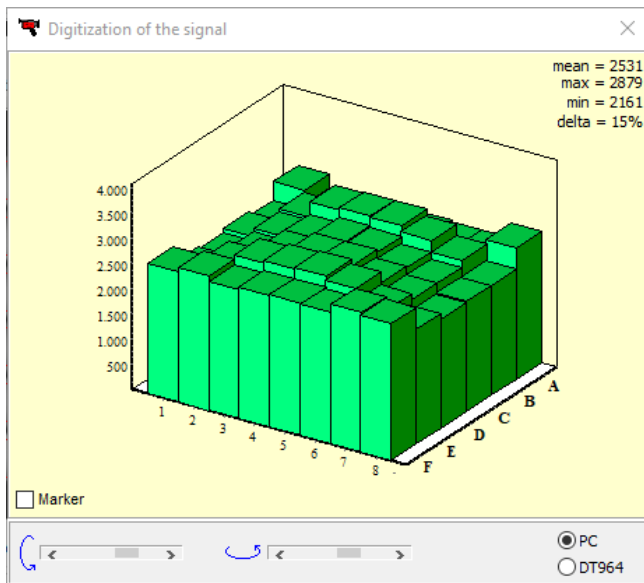 Digitization of the signal
mean = 2531
max = 2879
min = 2161
delta = 15%
4.000
3.500
3.000
2.500
2.000
1.500
1.000
500
1
2
3
4
5
6
7
8
F
E
D
C
B
A
Marker
PC
DT964